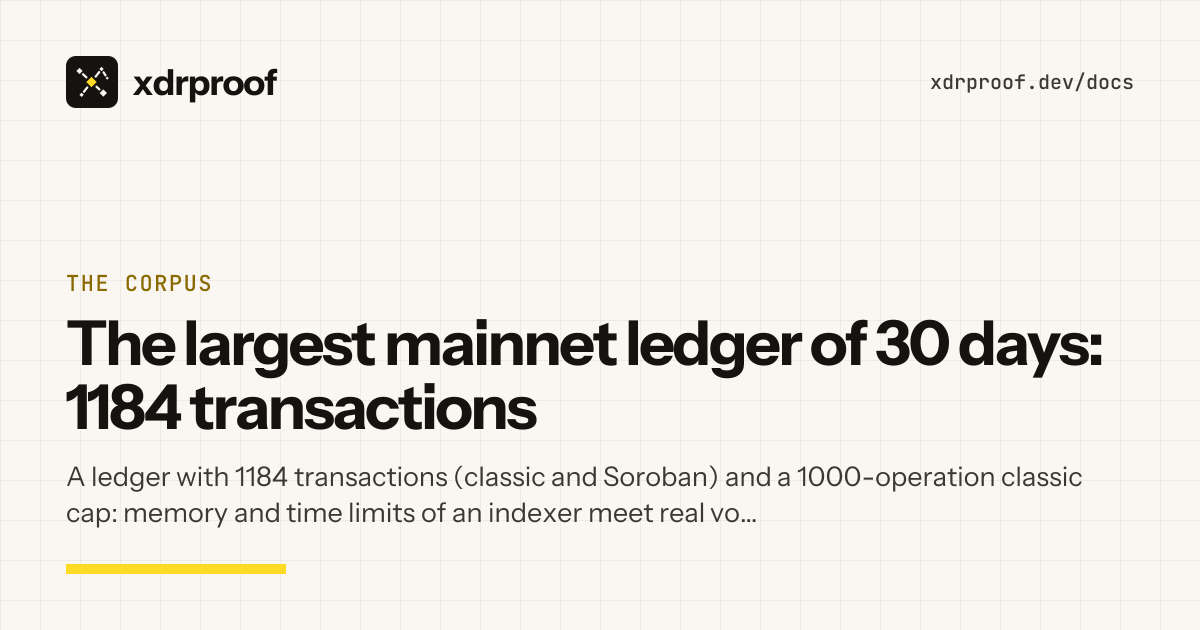 xdrproof
xdrproof.dev/docs
THE CORPUS
The largest mainnet ledger of 30 days:
1184 transactions
A ledger with 1184 transactions (classic and Soroban) and a 1000-operation classic
cap: memory and time limits of an indexer meet real vo...